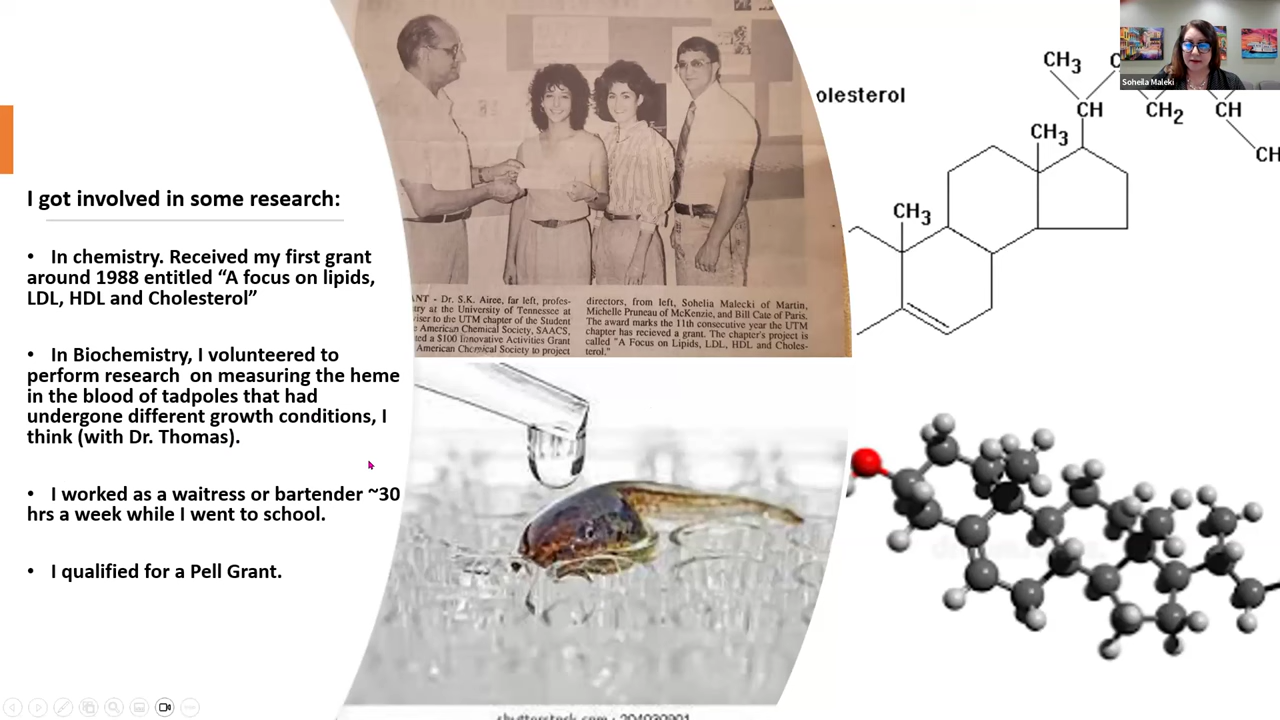 I got involved in some research:
• In chemistry. Received my first grant
around 1988 entitled “A focus on lipids,
LDL, HDL and Cholesterol”
• In Biochemistry, I volunteered to
perform research on measuring the heme
in the blood of tadpoles that had
undergone different growth conditions, I
think (with Dr. Thomas).
• I worked as a waitress or bartender ~30
hrs a week while I went to school.
• I qualified for a Pell Grant.
ANT - Dr. S.K. Airee, far left, profes-
try at the University of Tennessee at
viser to the UTM chapter of the Student
e American Chemical Society, SAACS,
ted a $100 Innovative Activities Grant
American Chemical Society to project
directors, from left, Sohelia Malecki of Martin,
Michelle Pruneau of McKenzie, and Bill Cate of Paris.
The award marks the 11th consecutive year the UTM
chapter has recieved a grant. The chapter's project is
called "A Focus on Lipids, LDL, HDL and Choles-
terol."
olesterol
CH3
C
CH
CH2
CH
CH3
CH
CH3
Soheila Maleki
shutterstock.com · 204030901